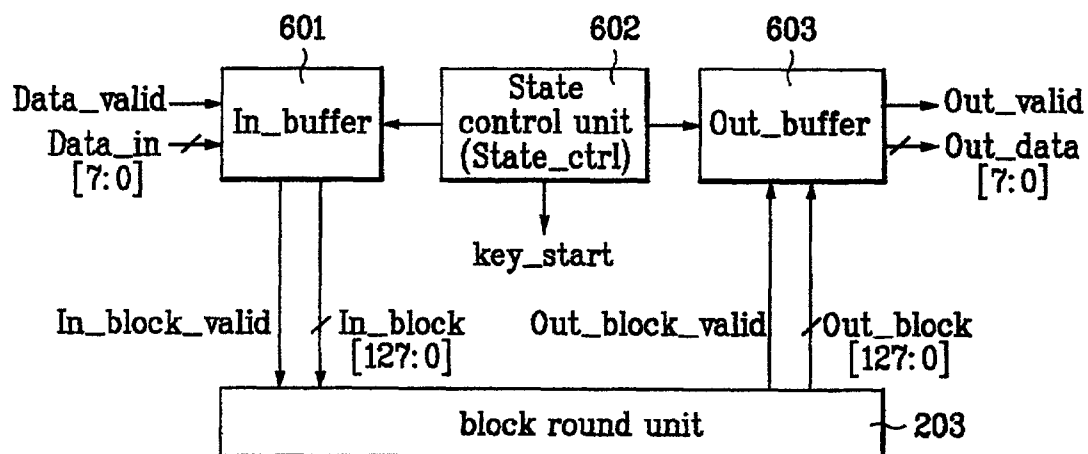 601
602
603
Data_valid
Data_in
[7:0]
In_buffer
State
control unit
(State_ctrl)
Out_buffer
Out_valid
Out_data
[7:0]
key_start
In_block_valid
In_block
[127:0]
Out_block_valid
Out_block
[127:0]
block round unit
203